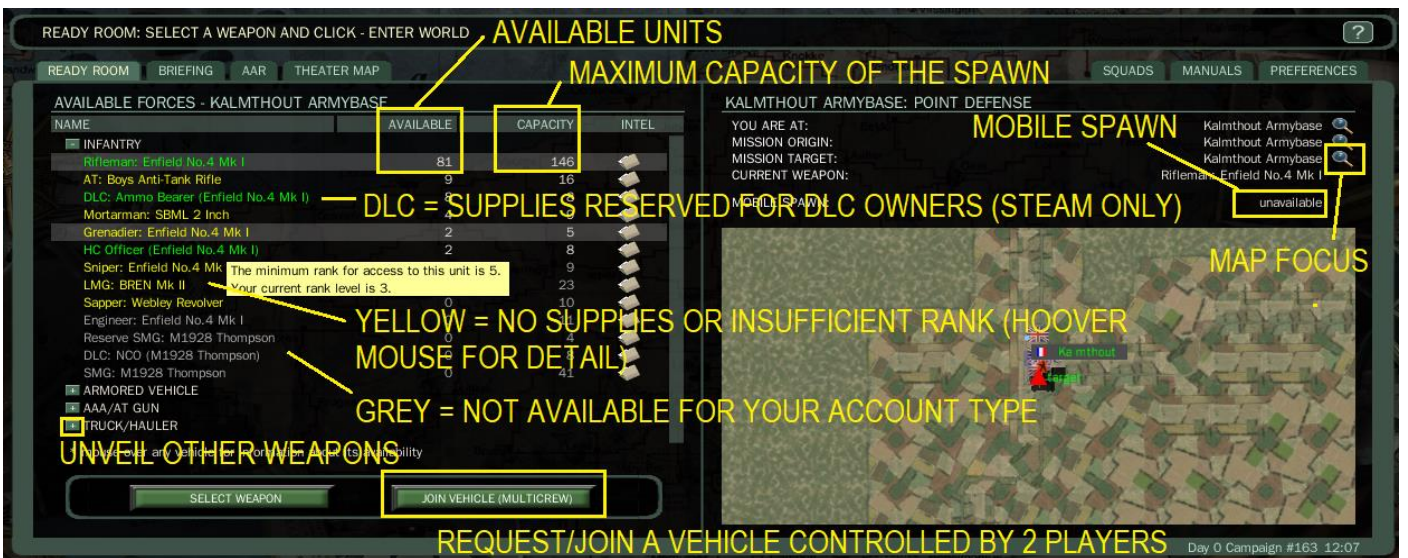 READY ROOM: SELECT A WEAPON AND CLICK - ENTER WORLD
AVAILABLE UNITS
?
READY ROOM BRIEFING AAR THEATER MAP
MAXIMUM CAPACITY OF THE SPAWN
SQUADS MANUALS PREFERENCES
AVAILABLE FORCES - KALMTHOUT ARMYBASE
NAME AVAILABLE CAPACITY INTEL
INFANTRY
Rifleman: Enfield No.4 Mk I 81 146
AT: Boys Anti-Tank Rifle 9 16
DLC: Ammo Bearer (Enfield No.4 Mk I)
DLC = SUPPLIES RESERVED FOR DLC OWNERS (STEAM ONLY)
Mortarman: SBML 2 Inch 4
Grenadier: Enfield No.4 Mk I 2 5
HC Officer (Enfield No.4 Mk I) 2 8
Sniper: Enfield No.4 Mk 9
The minimum rank for access to this unit is 5.
Your current rank level is 3.
LMG: BREN Mk II 23
Sapper: Webley Revolver 0 10
Engineer: Enfield No.4 Mk I
YELLOW = NO SUPPLIES OR INSUFFICIENT RANK (HOOVER
MOUSE FOR DETAIL)
Reserve SMG: M1928 Thompson 4
DLC: NCO (M1928 Thompson)
SMG: M1928 Thompson 0 41
ARMORED VEHICLE
AAA/AT GUN
TRUCK/HAULER
GREY = NOT AVAILABLE FOR YOUR ACCOUNT TYPE
UNVEIL OTHER WEAPONS
* mouse over any vehicle for information about its availability
SELECT WEAPON JOIN VEHICLE (MULTICREW)
REQUEST/JOIN A VEHICLE CONTROLLED BY 2 PLAYERS
KALMTHOUT ARMYBASE: POINT DEFENSE
MOBILE SPAWN
YOU ARE AT: Kalmthout Armybase
MISSION ORIGIN: Kalmthout Armybase
MISSION TARGET: Kalmthout Armybase
CURRENT WEAPON: Rifleman: Enfield No.4 Mk I
MOBILE SPAWN: unavailable
MAP FOCUS
target
Day 0 Campaign #163 12:07